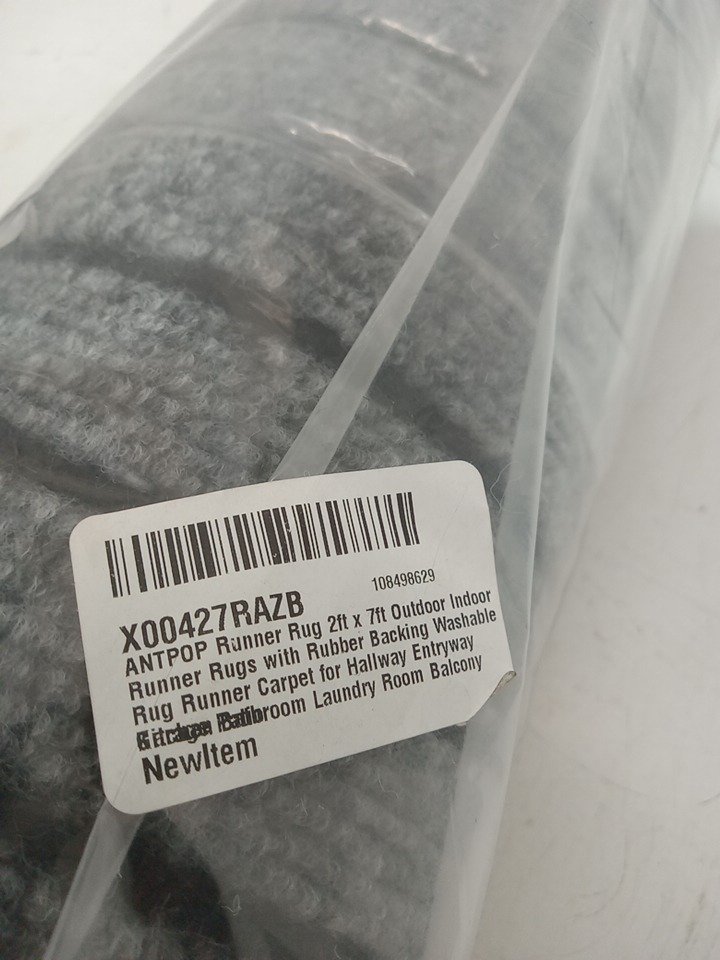 108498629
X00427RAZB
ANTPOP Runner Rug 2ft x 7ft Outdoor Indoor
Runner Rugs with Rubber Backing Washable
Rug Runner Carpet for Hallway Entryway
Laundry Room Balcony
NewItem